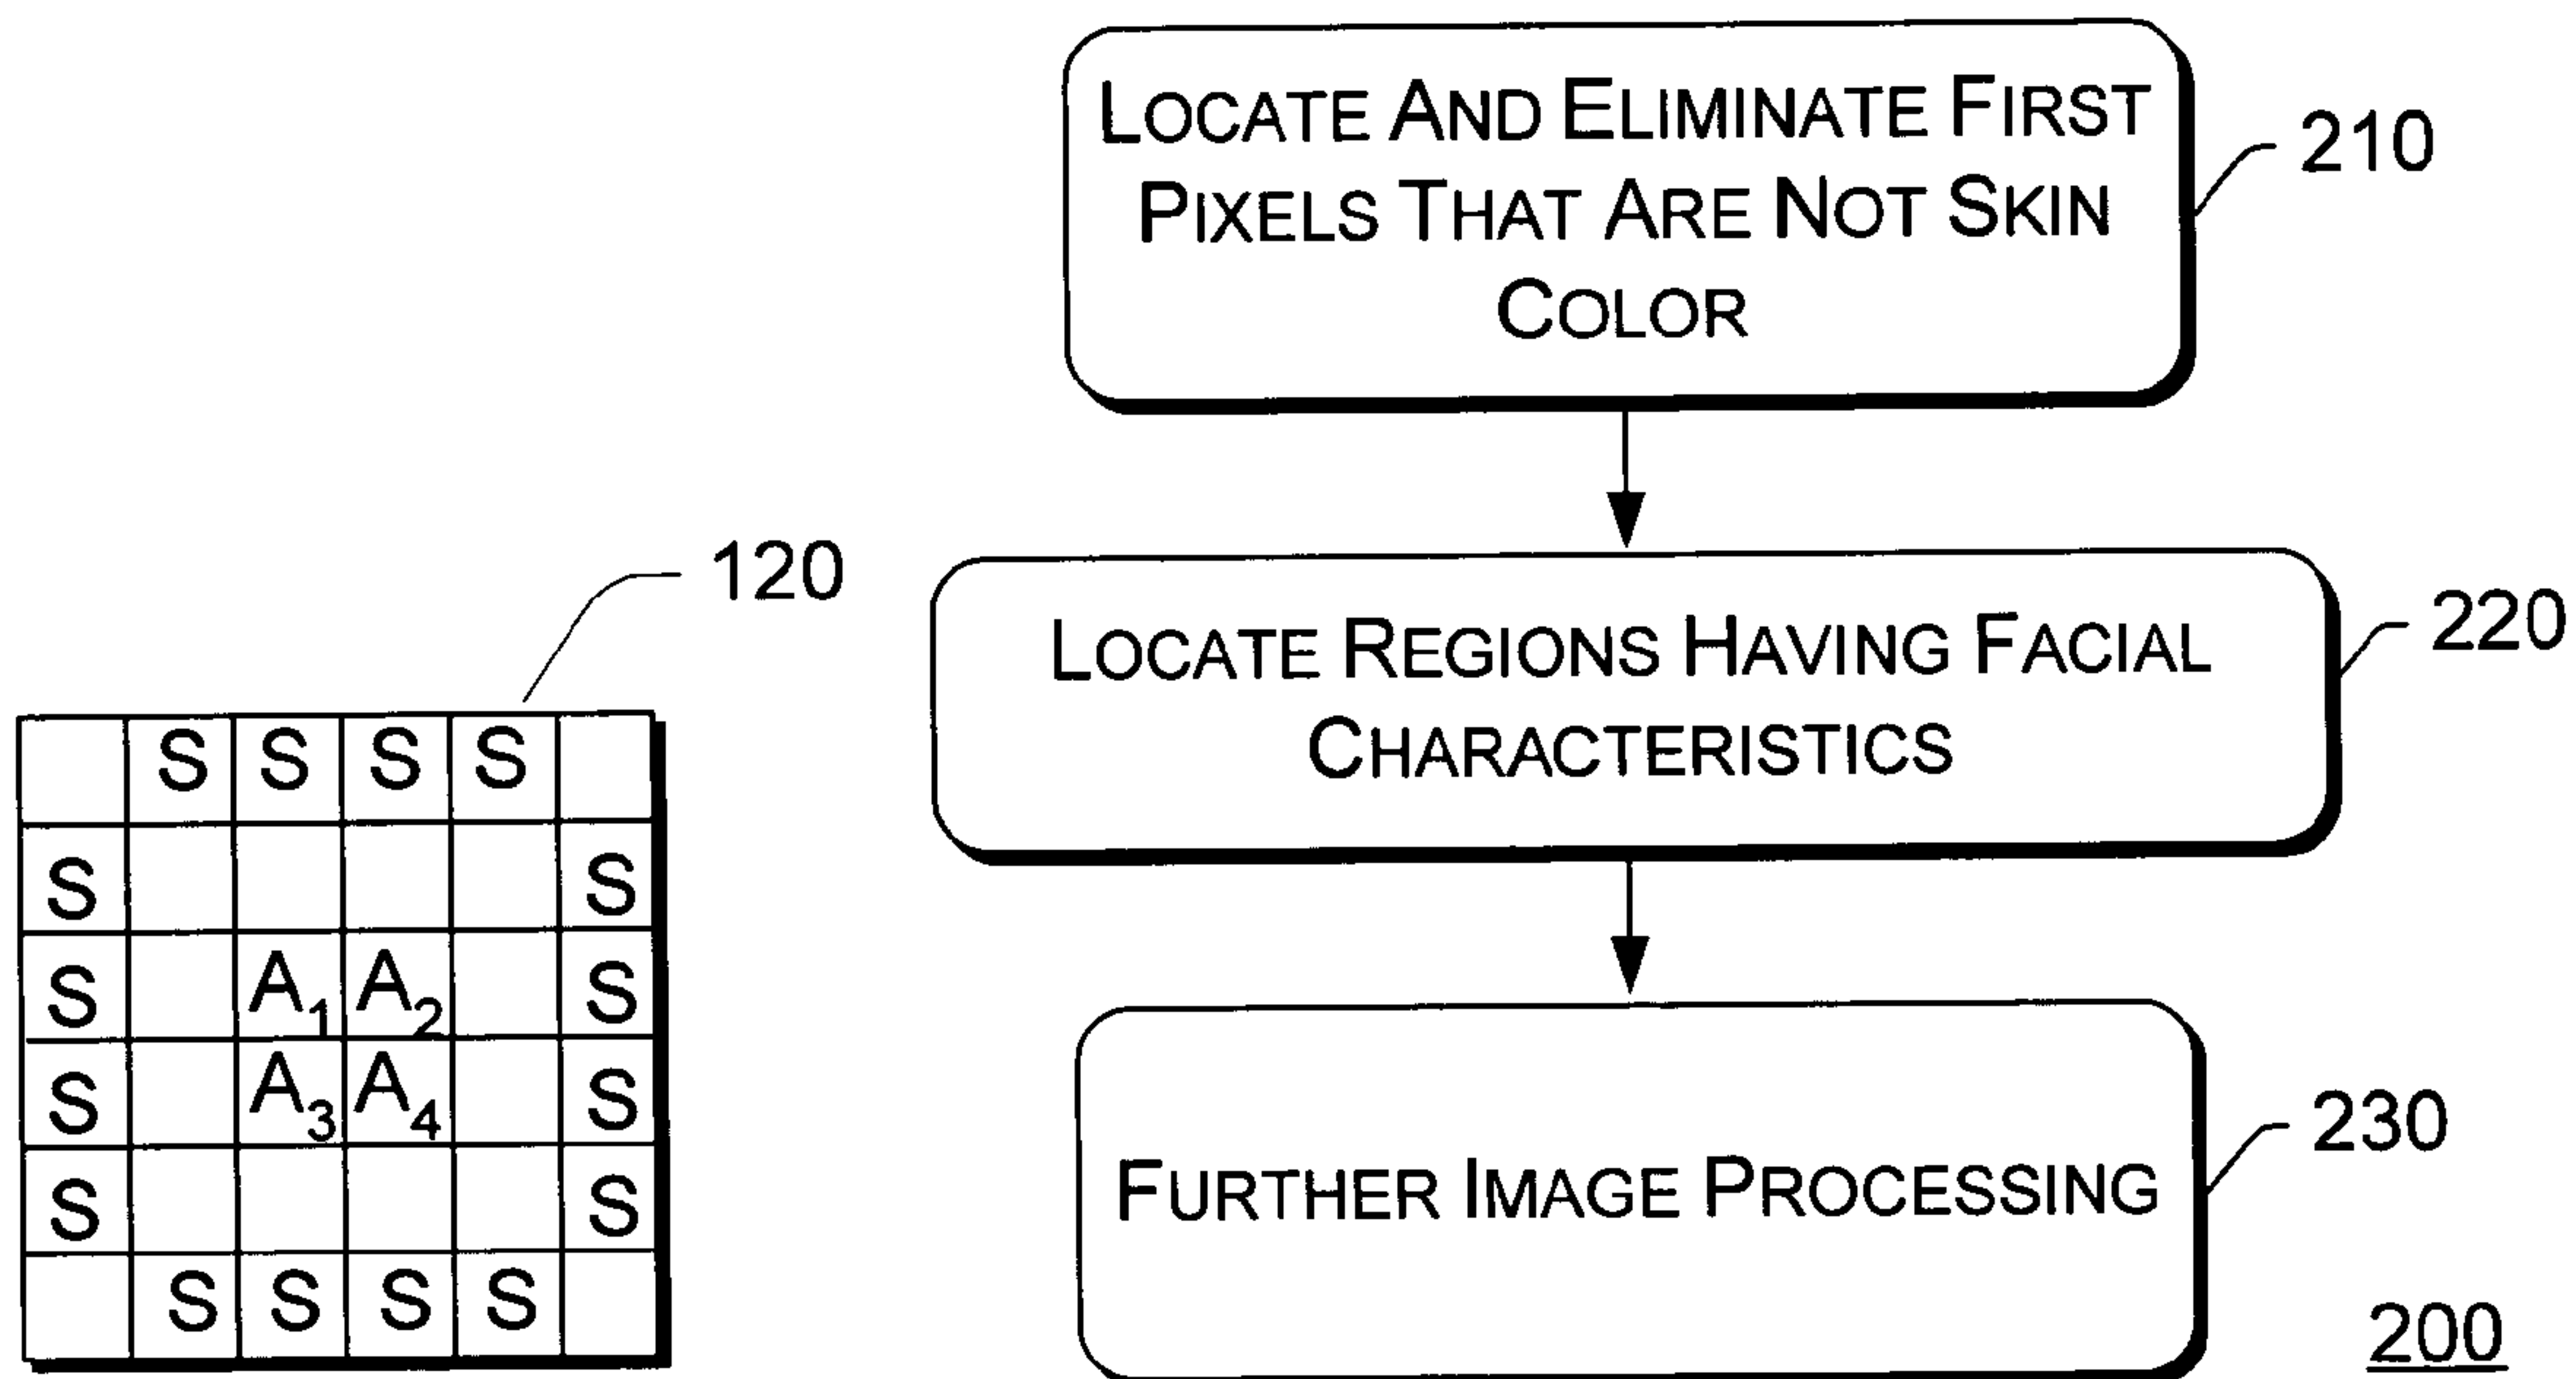 LOCATE AND ELIMINATE FIRST
PIXELS THAT ARE NOT SKIN
COLOR
210
LOCATE REGIONS HAVING FACIAL
CHARACTERISTICS
220
FURTHER IMAGE PROCESSING
230
200
120
S S S S
S S
S A₁ A₂ S
S A₃ A₄ S
S S
S S S S